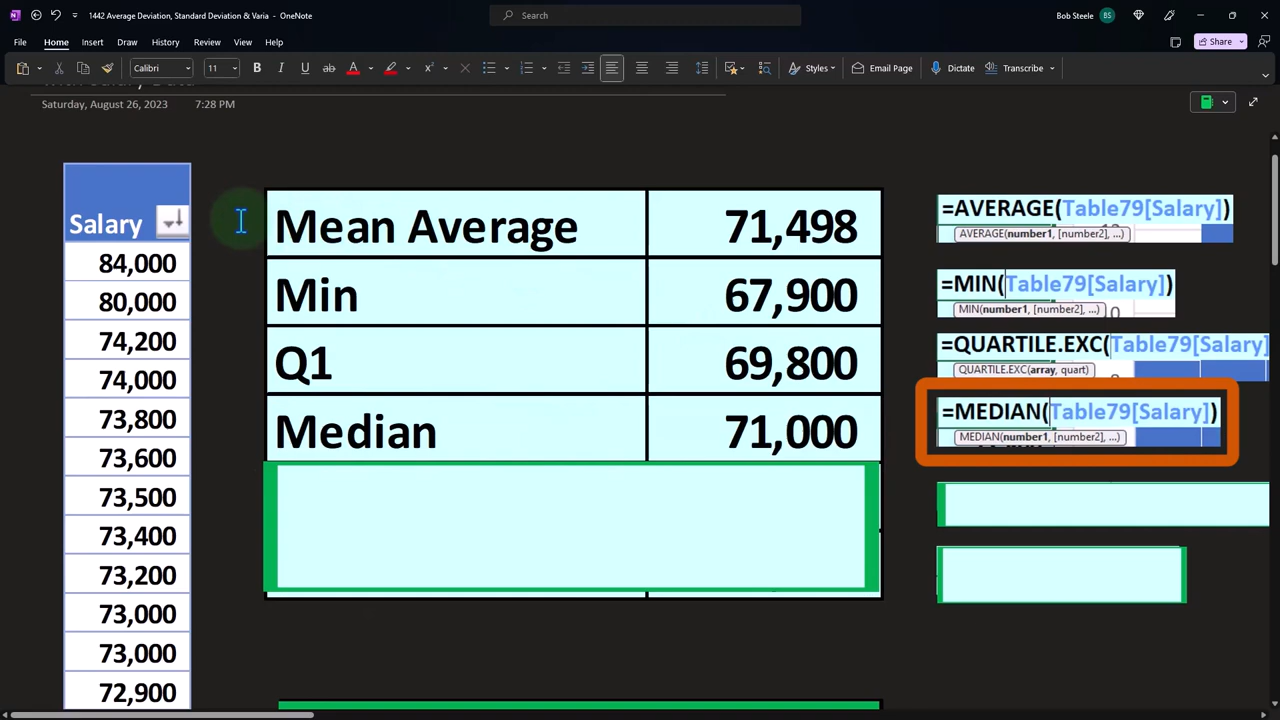 1442 Average Deviation, Standard Deviation & Varia - OneNote
Search
Bob Steele
BS
File Home Insert Draw History Review View Help
Share
Calibri 11 B I U ab A x Styles Email Page Dictate Transcribe
Saturday, August 26, 2023 7:28 PM
Salary
84,000
80,000
74,200
74,000
73,800
73,600
73,500
73,400
73,200
73,000
73,000
72,900
Mean Average 71,498
Min 67,900
Q1 69,800
Median 71,000
=AVERAGE(Table79[Salary])
AVERAGE(number1, [number2], ...)
=MIN(Table79[Salary])
MIN(number1, [number2], ...)
=QUARTILE.EXC(Table79[Salary]
QUARTILE.EXC(array, quart)
=MEDIAN(Table79[Salary])
MEDIAN(number1, [number2], ...)